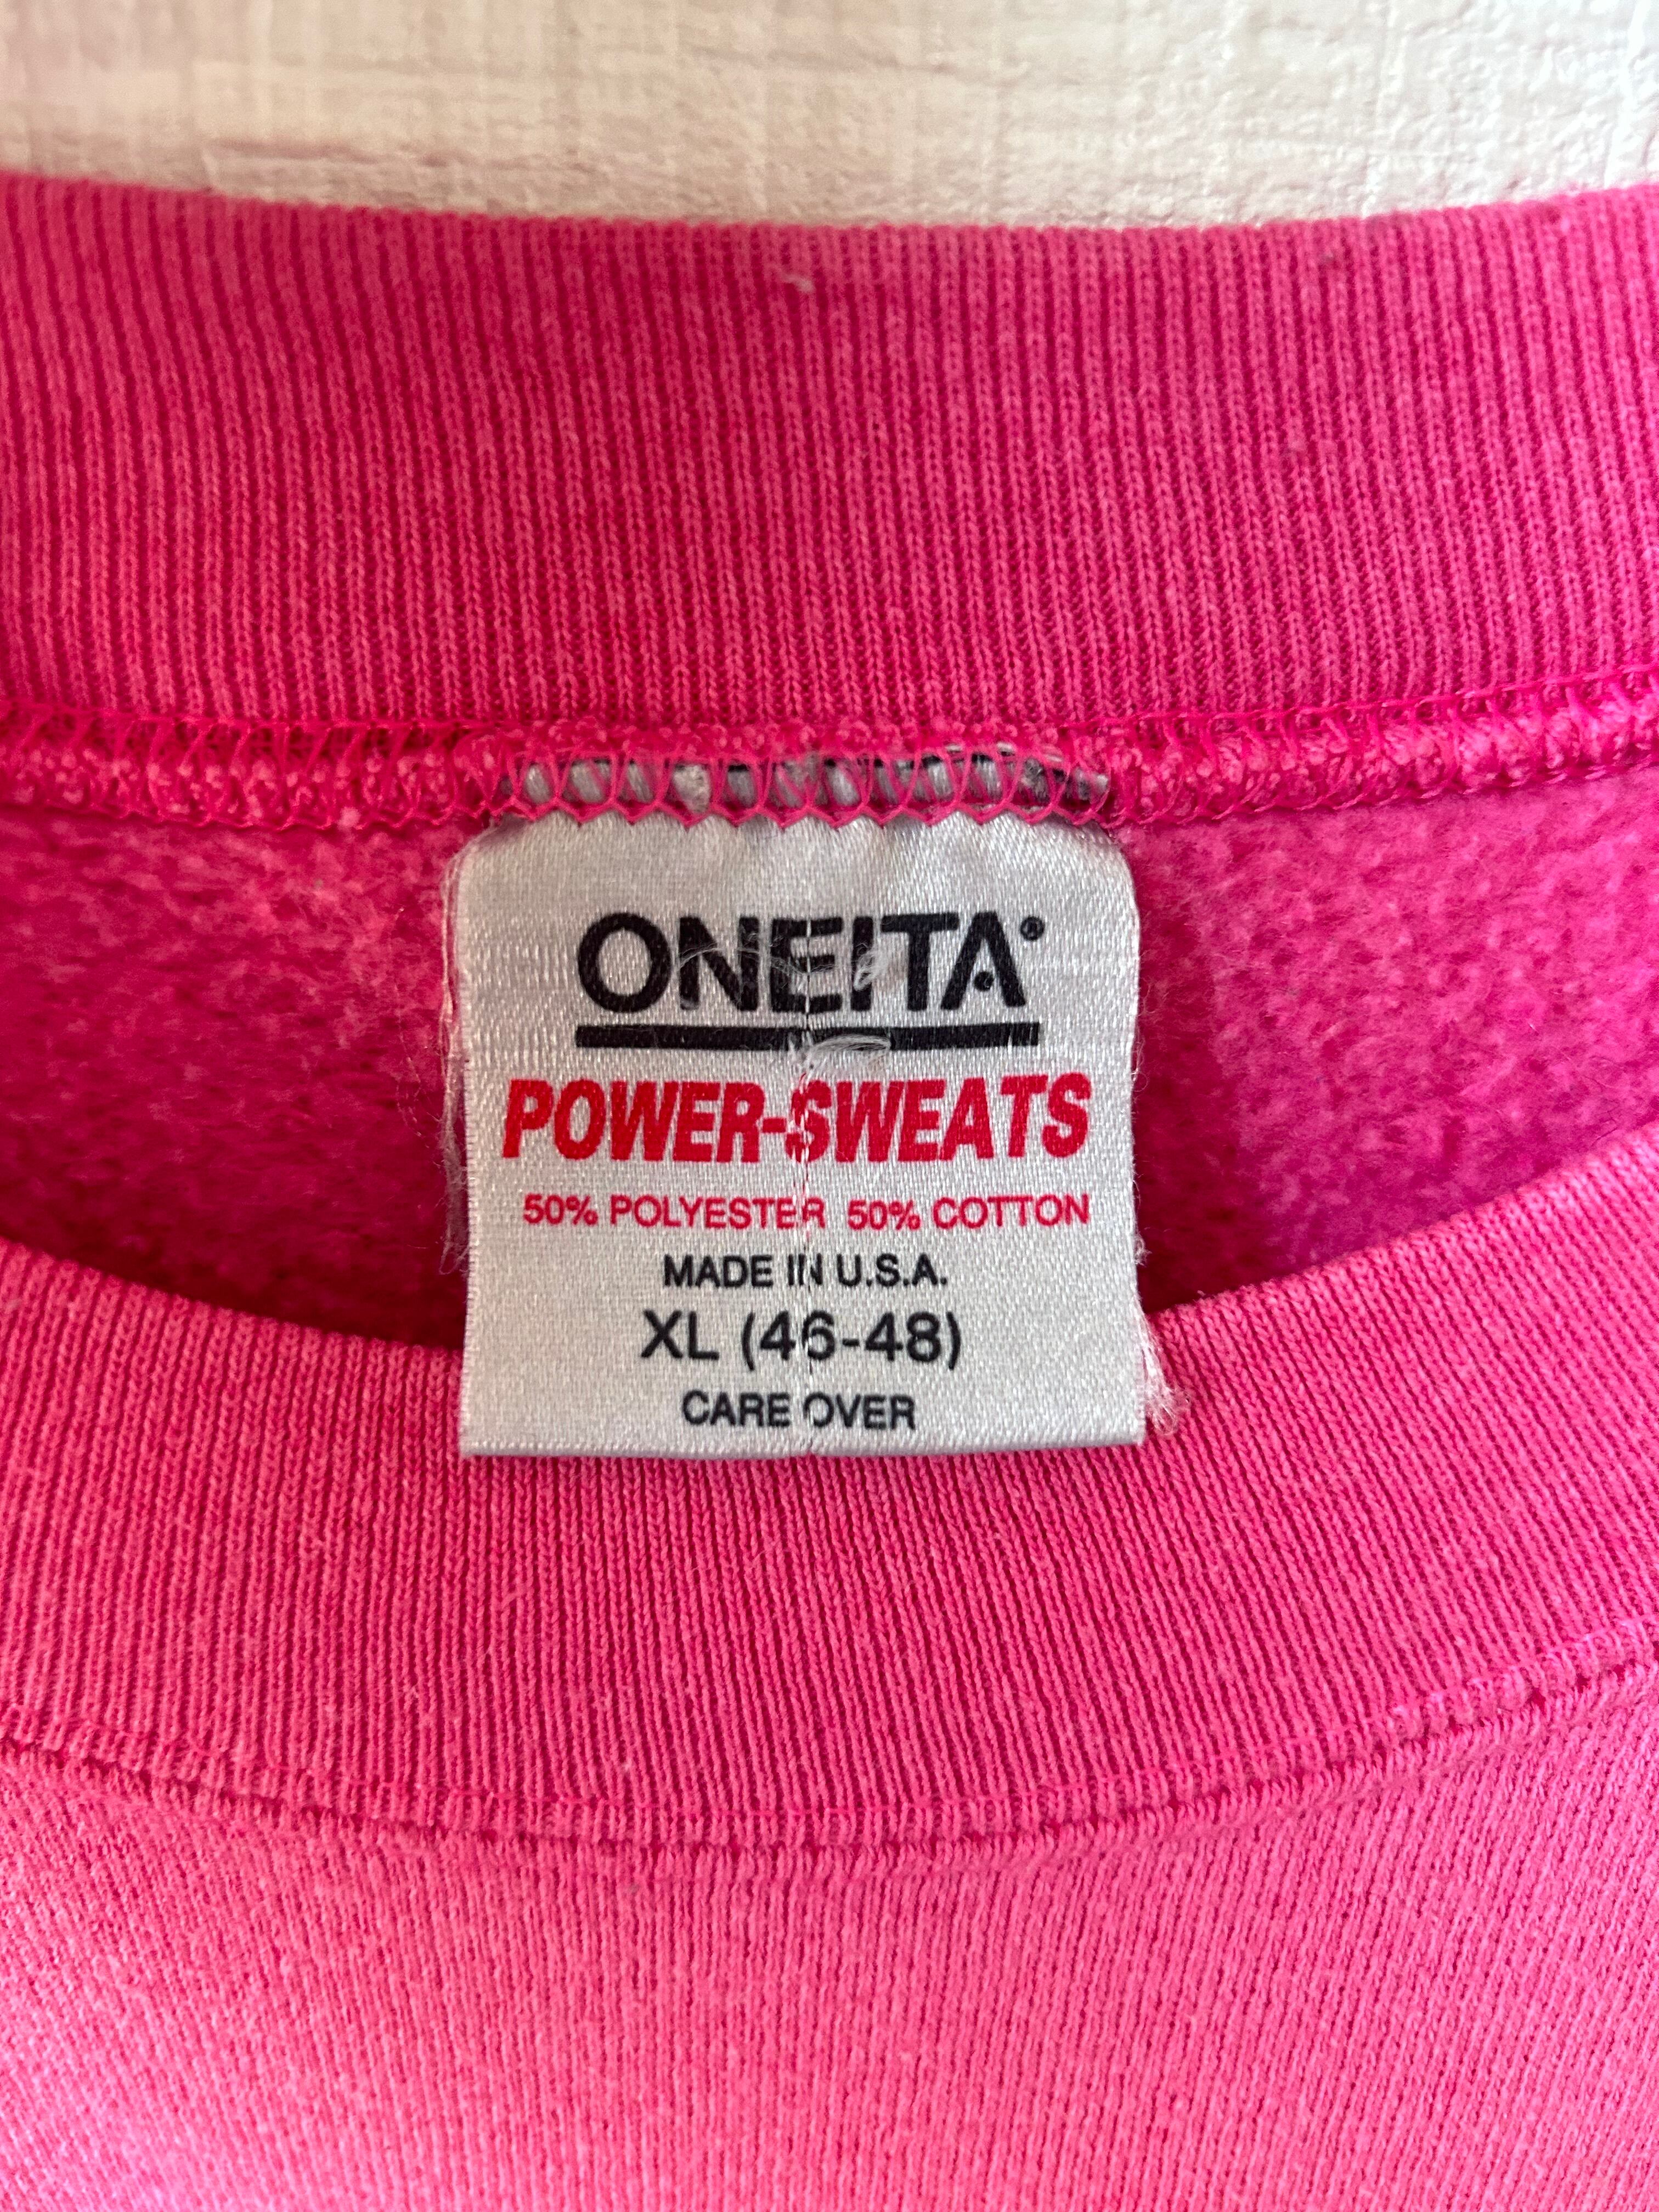 ONEITA®
POWER-SWEATS
50% POLYESTER 50% COTTON
MADE IN U.S.A.
XL (46-48)
CARE OVER